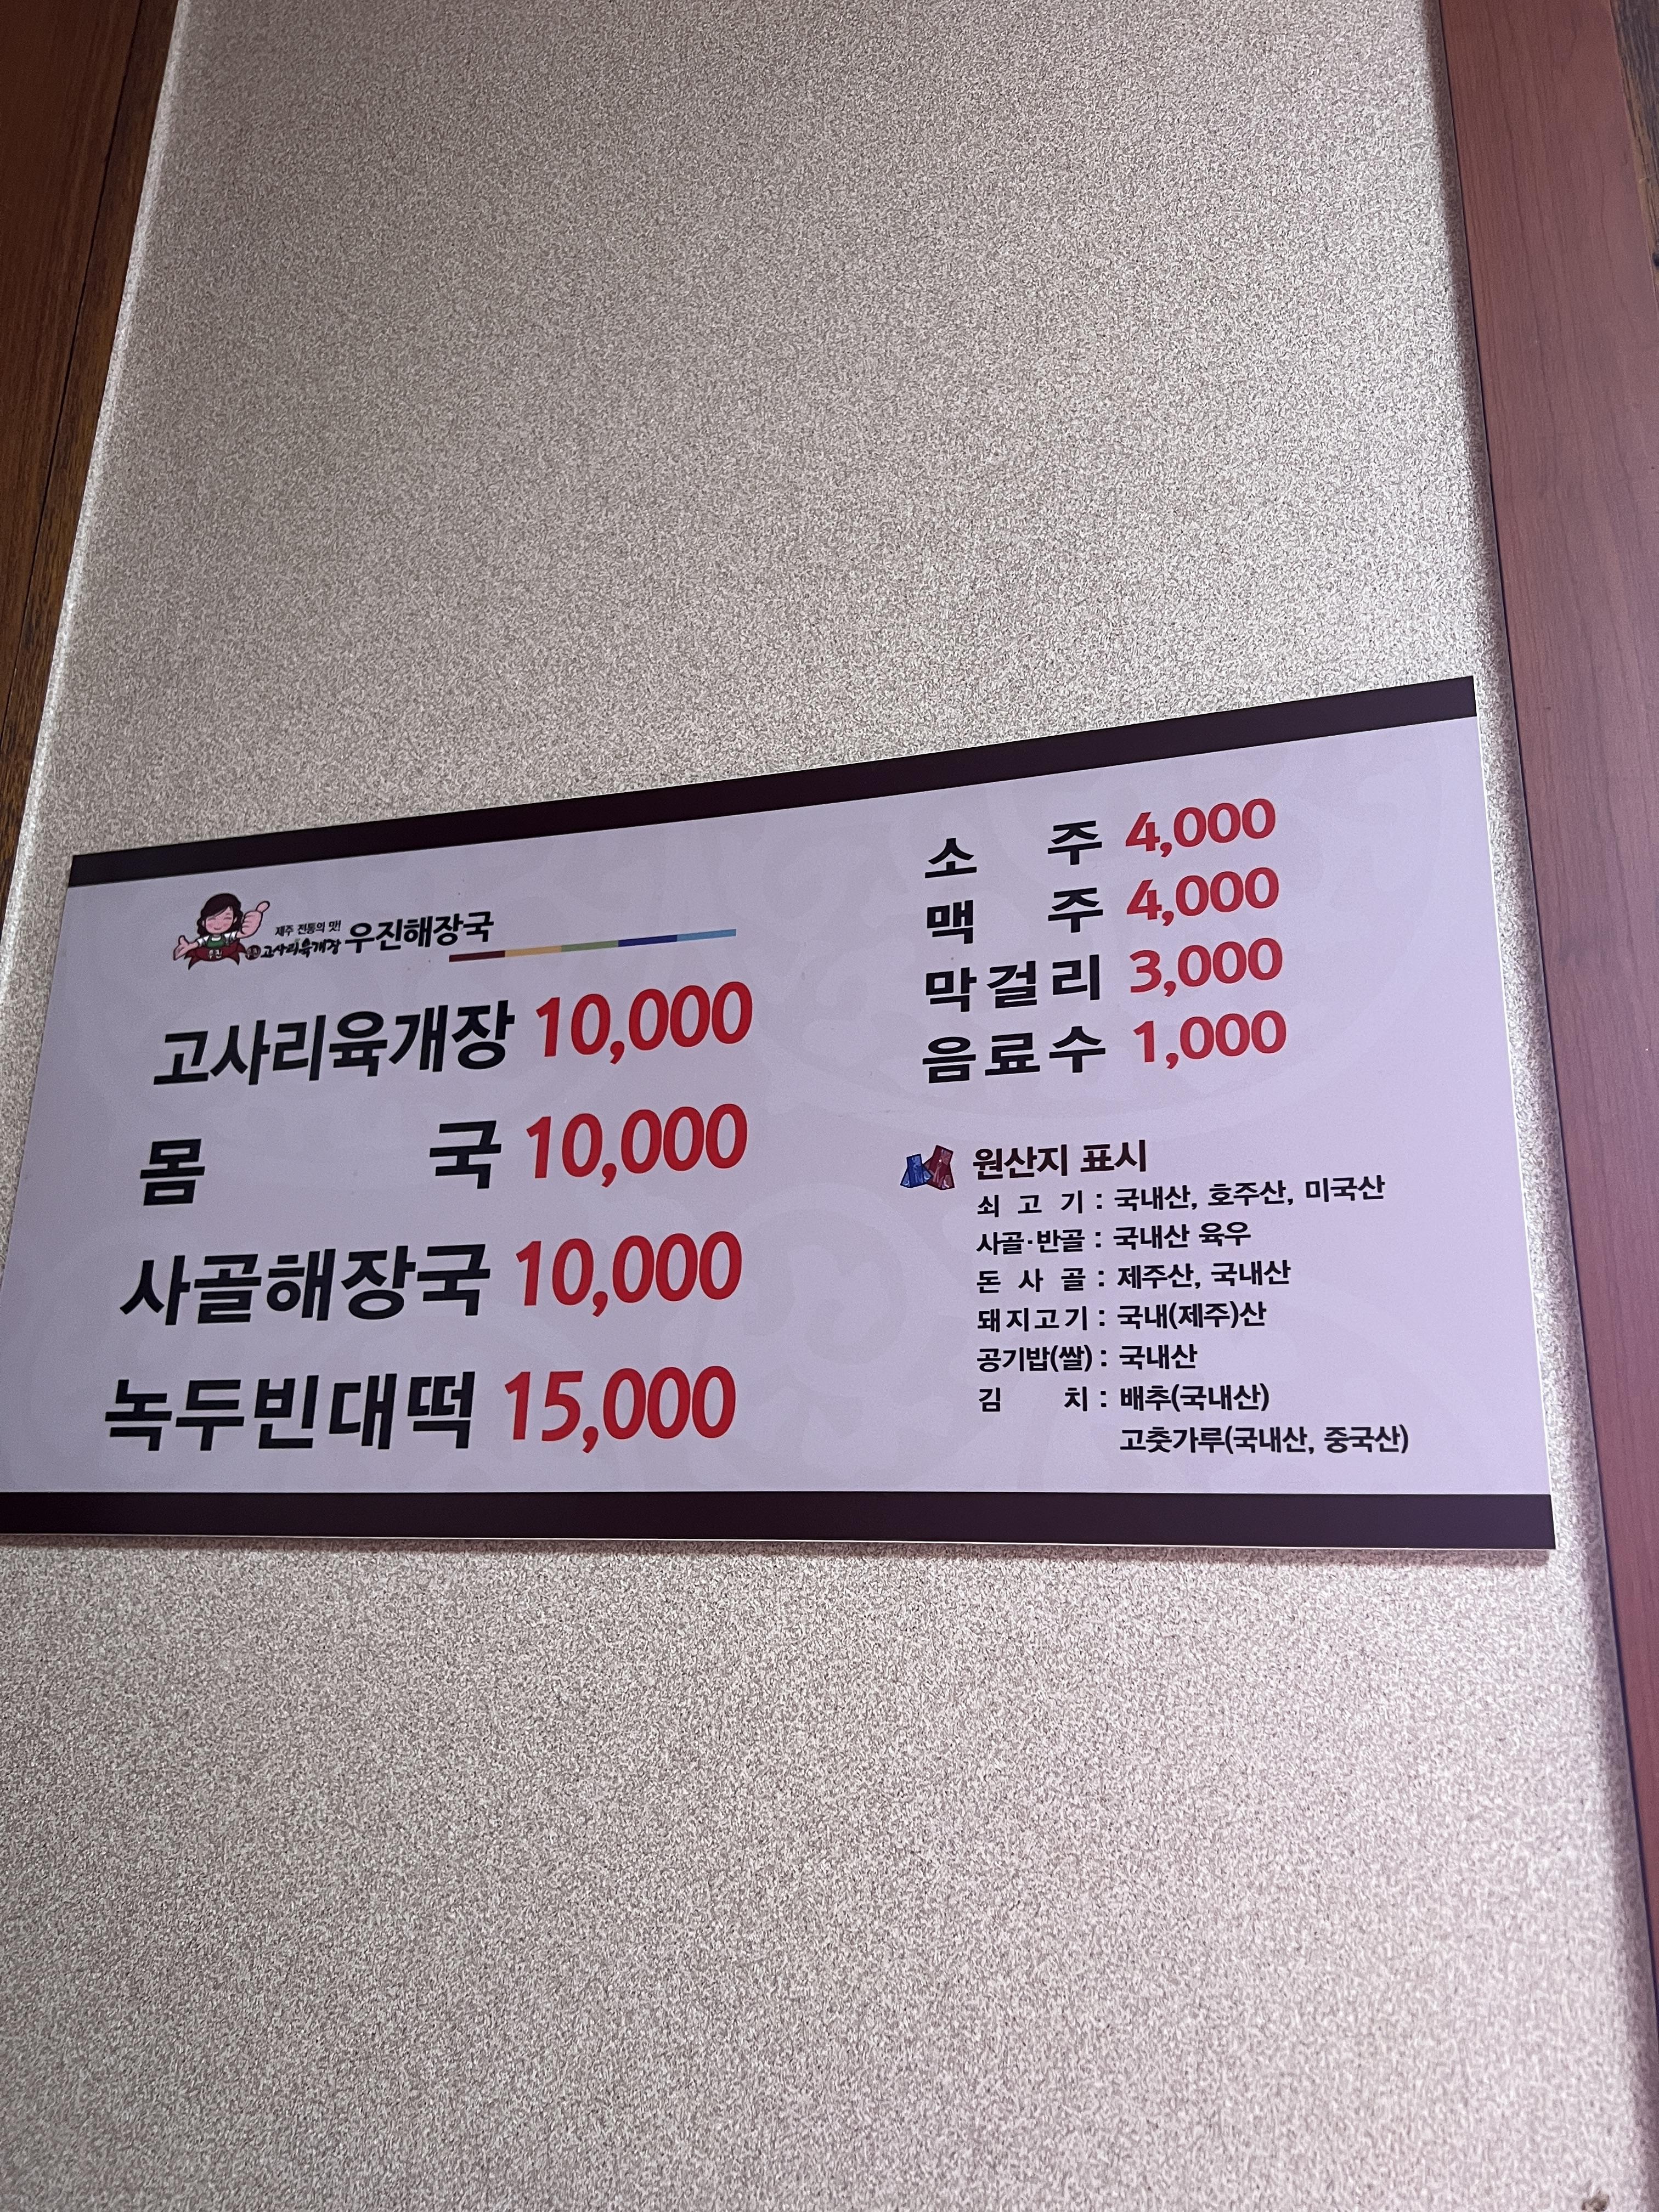 제주 전통의 맛!
고사리육개장 우진해장국
고사리육개장 10,000
몸 국 10,000
사골해장국 10,000
녹두빈대떡 15,000
소 주 4,000
맥 주 4,000
막걸리 3,000
음료수 1,000
원산지 표시
쇠 고 기 : 국내산, 호주산, 미국산
사골·반골 : 국내산 육우
돈 사 골 : 제주산, 국내산
돼지고기 : 국내(제주)산
공기밥(쌀) : 국내산
김 치 : 배추(국내산)
고춧가루(국내산, 중국산)